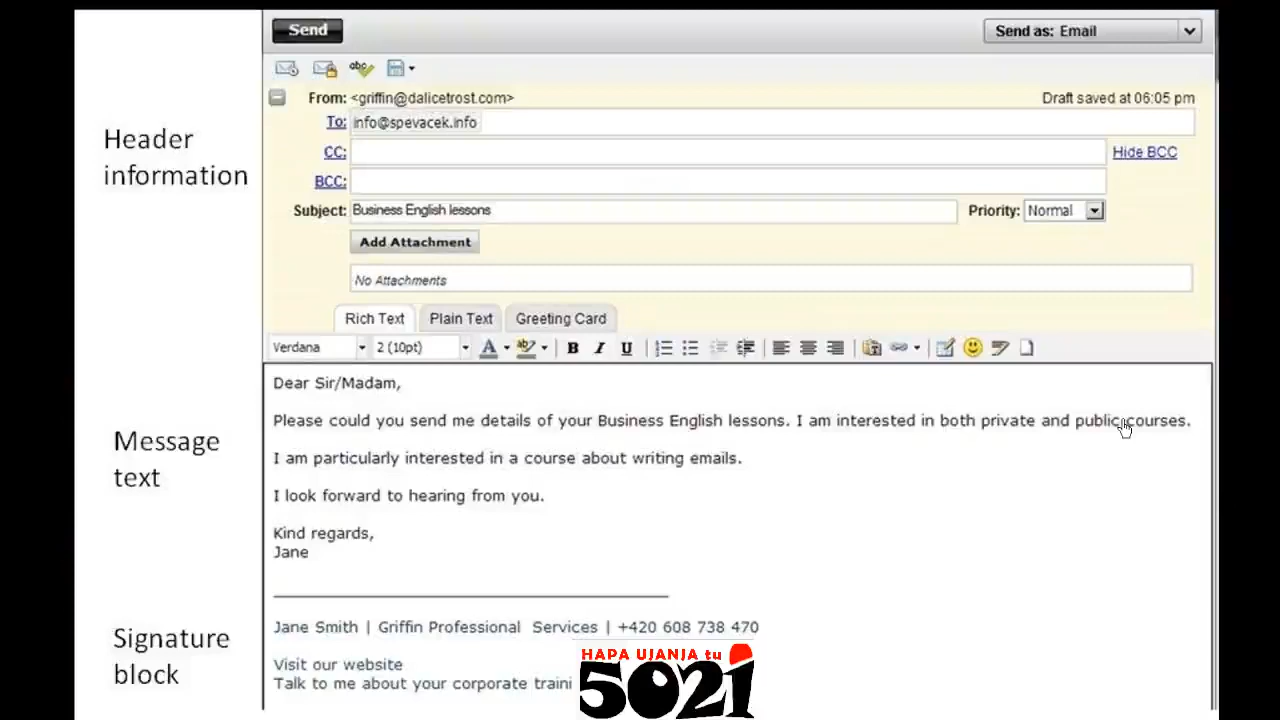 Send
Send as: Email
abc
From: <griffin@dalicetrost.com>
Draft saved at 06:05 pm
Header
information
To: info@spevacek.info
CC:
Hide BCC
BCC:
Subject: Business English lessons
Priority: Normal
Add Attachment
No Attachments
Rich Text Plain Text Greeting Card
Verdana 2 (10pt) A ab B I U
Dear Sir/Madam,
Please could you send me details of your Business English lessons. I am interested in both private and public courses.
Message
text
I am particularly interested in a course about writing emails.
I look forward to hearing from you.
Kind regards,
Jane
Signature
block
Jane Smith | Griffin Professional Services | +420 608 738 470
Visit our website
Talk to me about your corporate traini
HAPA UJANJA tu
5021